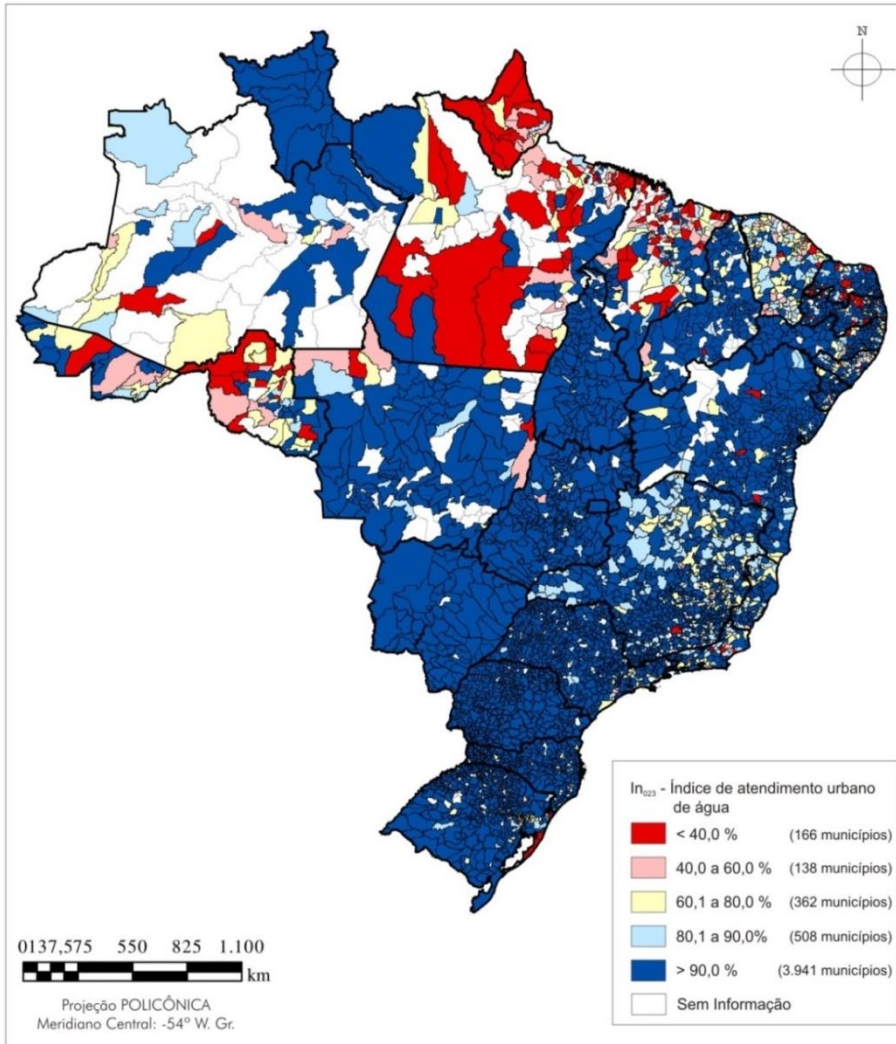 N
In₀₂₃ - Índice de atendimento urbano
de água
< 40,0 % (166 municípios)
40,0 a 60,0 % (138 municípios)
60,1 a 80,0 % (362 municípios)
80,1 a 90,0% (508 municípios)
> 90,0 % (3.941 municípios)
Sem Informação
0137,575 550 825 1.100
km
Projeção POLICÔNICA
Meridiano Central: -54º W. Gr.